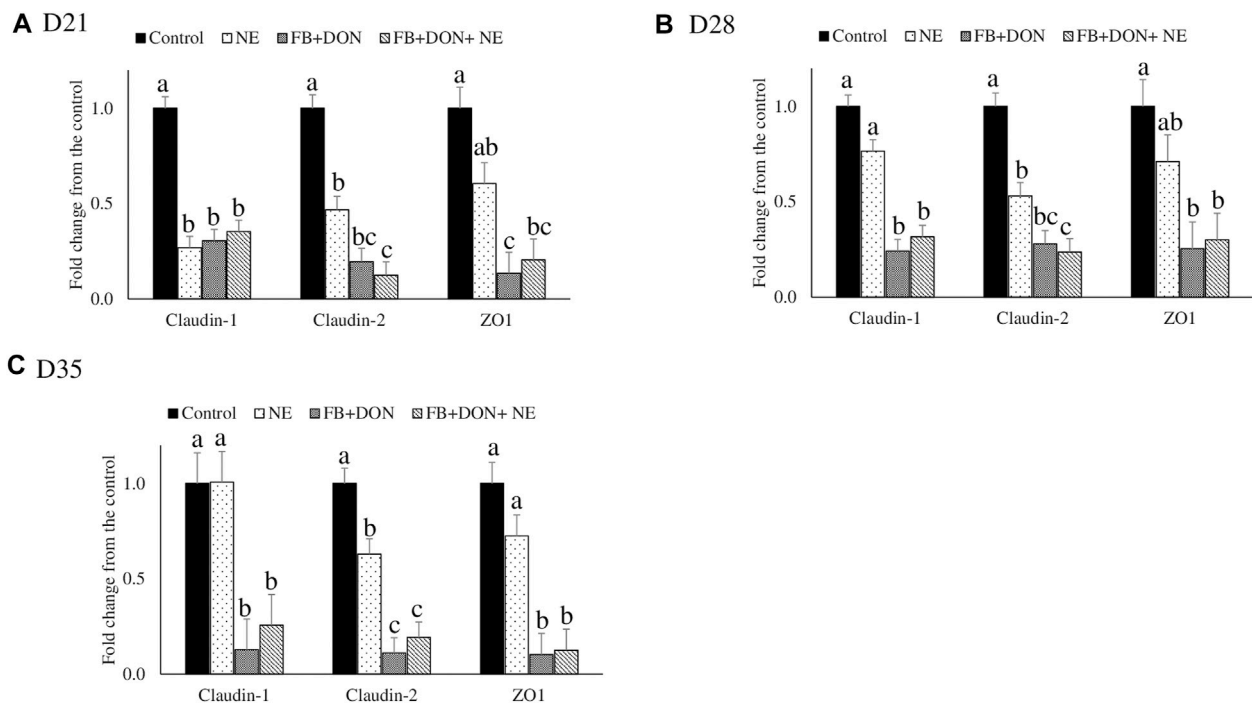 A D21
Control NE FB+DON FB+DON+ NE
Fold change from the control
1.0
0.5
0.0
a b b b
a b bc c
a ab c bc
Claudin-1 Claudin-2 ZO1
B D28
Control NE FB+DON FB+DON+ NE
Fold change from the control
1.0
0.5
0.0
a a b b
a b bc c
a ab b b
Claudin-1 Claudin-2 ZO1
C D35
Control NE FB+DON FB+DON+ NE
Fold change from the control
1.0
0.5
0.0
a a b b
a b c c
a a b b
Claudin-1 Claudin-2 ZO1